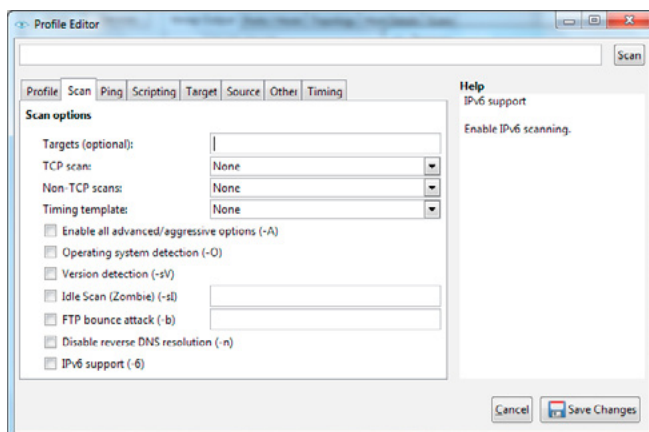 Profile Editor
Scan
Profile Scan Ping Scripting Target Source Other Timing
Scan options
Targets (optional):
TCP scan: None
Non-TCP scans: None
Timing template: None
Enable all advanced/aggressive options (-A)
Operating system detection (-O)
Version detection (-sV)
Idle Scan (Zombie) (-sI)
FTP bounce attack (-b)
Disable reverse DNS resolution (-n)
IPv6 support (-6)
Help
IPv6 support
Enable IPv6 scanning.
Cancel Save Changes